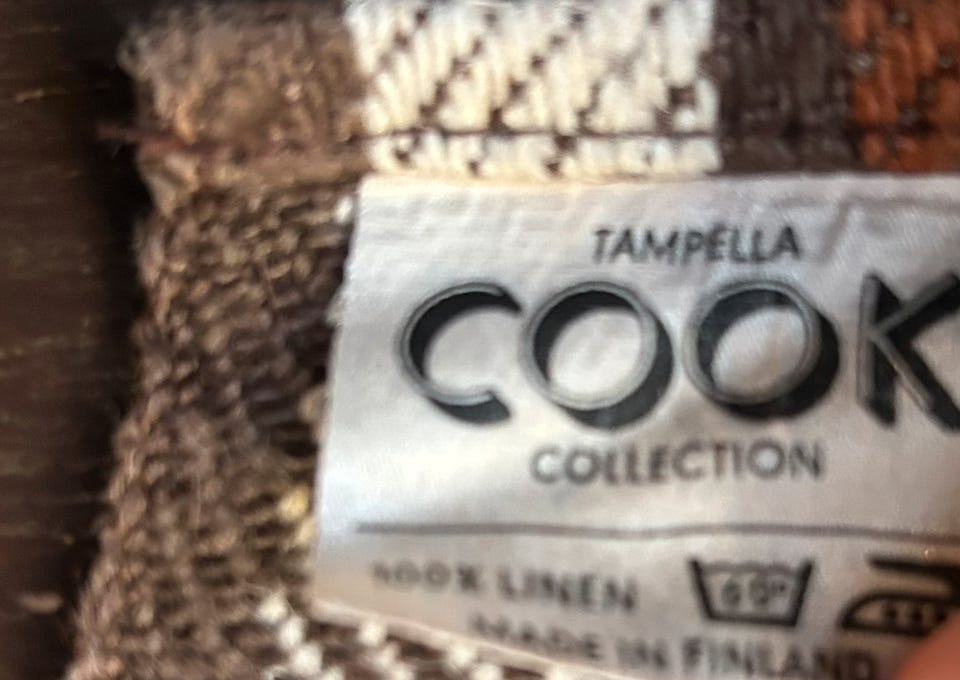 TAMPELLA
COOK
COLLECTION
100% LINEN 60°
MADE IN FINLAND